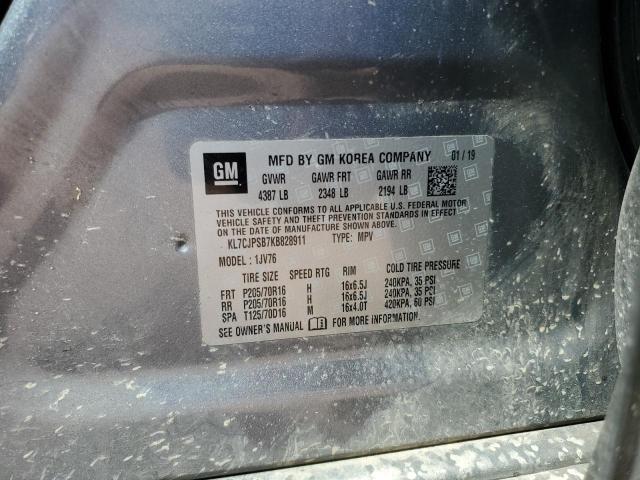 GM MFD BY GM KOREA COMPANY 01/19
GVWR GAWR FRT GAWR RR
4387 LB 2348 LB 2194 LB
THIS VEHICLE CONFORMS TO ALL APPLICABLE U.S. FEDERAL MOTOR
VEHICLE SAFETY AND THEFT PREVENTION STANDARDS IN EFFECT
ON THE DATE OF MANUFACTURE SHOWN ABOVE.
KL7CJPSB7KB828911 TYPE: MPV
MODEL: 1JV76
TIRE SIZE SPEED RTG RIM COLD TIRE PRESSURE
FRT P205/70R16 H 16x6.5J 240KPA, 35 PSI
RR P205/70R16 H 16x6.5J 240KPA, 35 PSI
SPA T125/70D16 M 16x4.0T 420KPA, 60 PSI
SEE OWNER'S MANUAL FOR MORE INFORMATION.